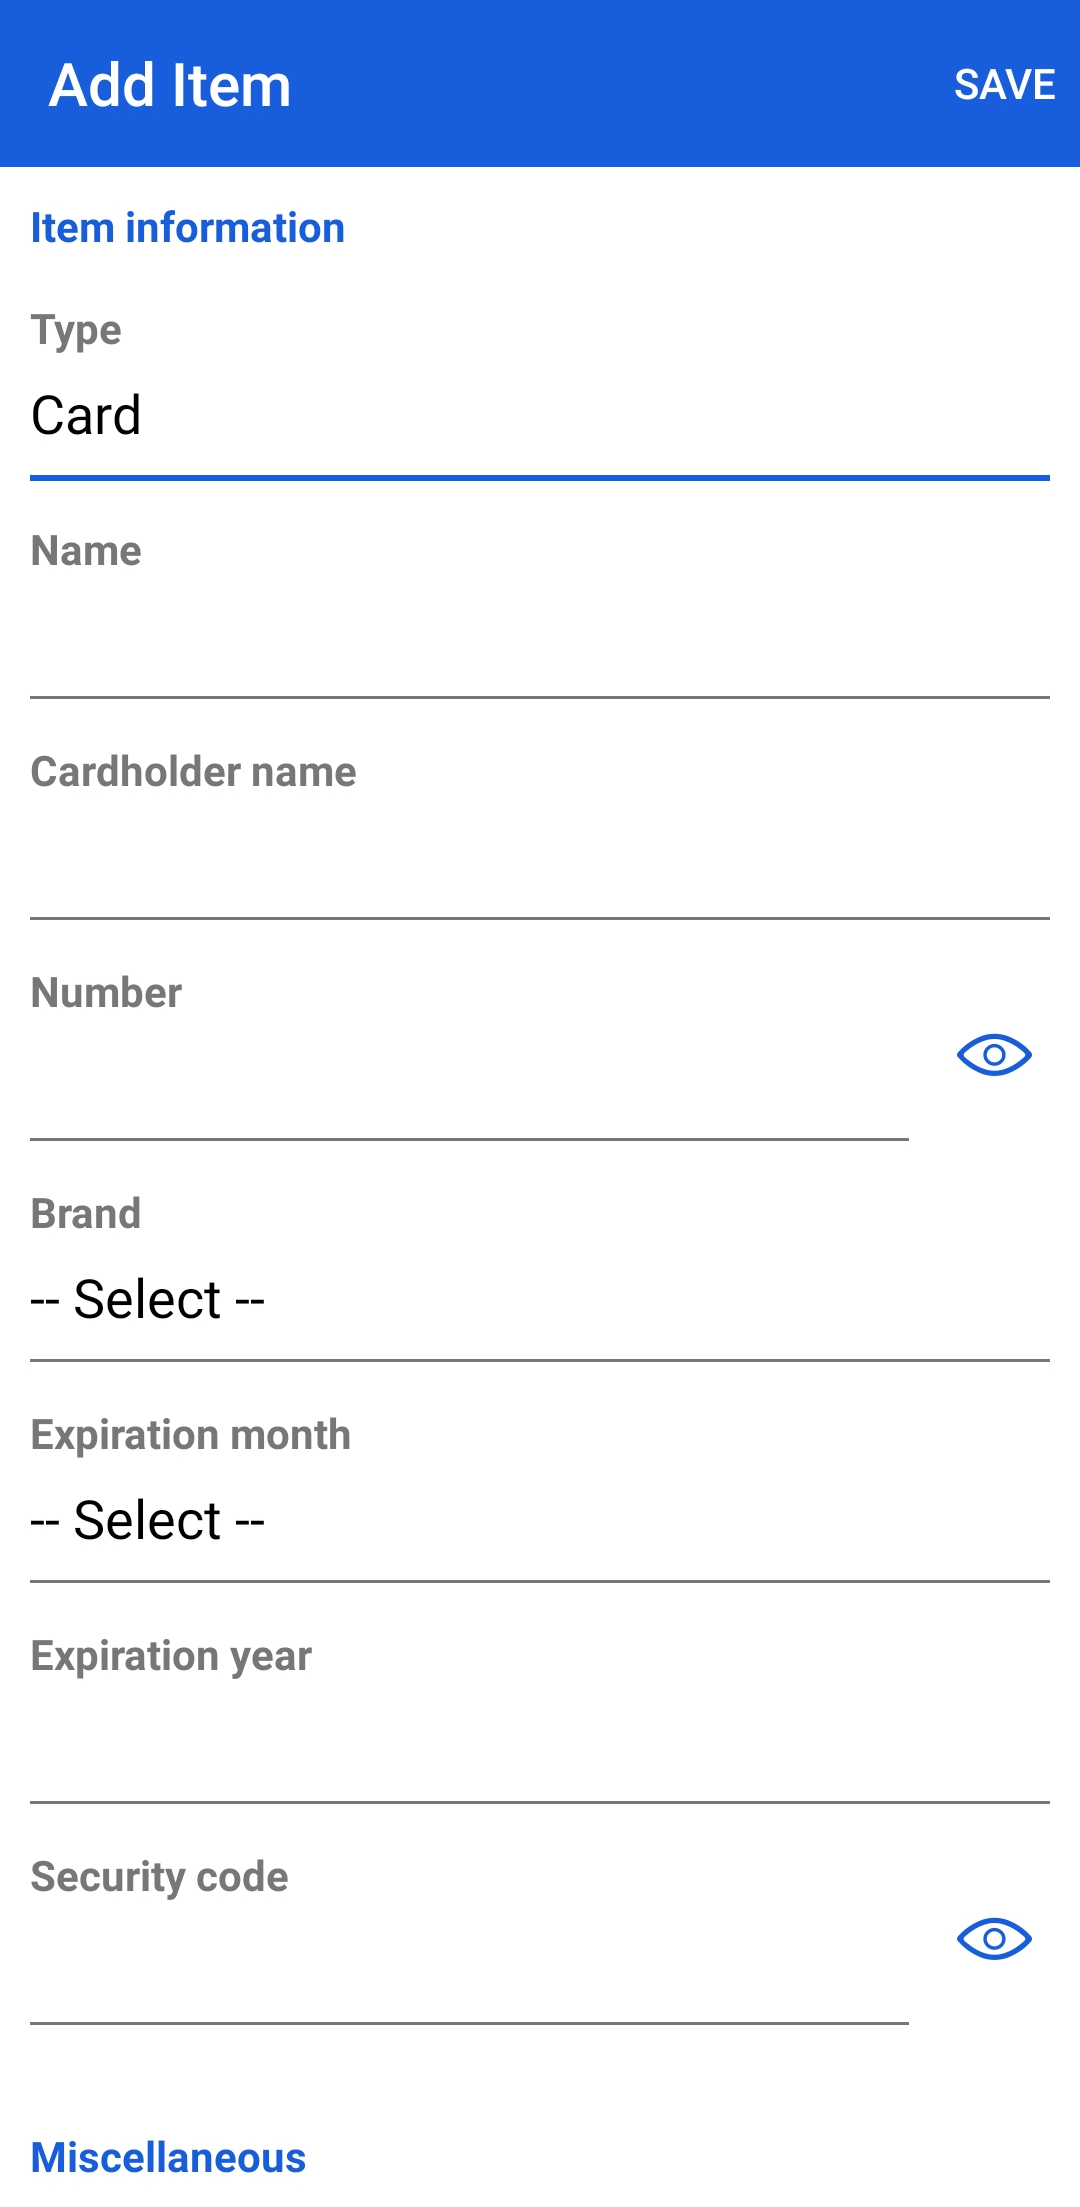 Add Item
SAVE
Item information
Type
Card
Name
Cardholder name
Number
Brand
-- Select --
Expiration month
-- Select --
Expiration year
Security code
Miscellaneous